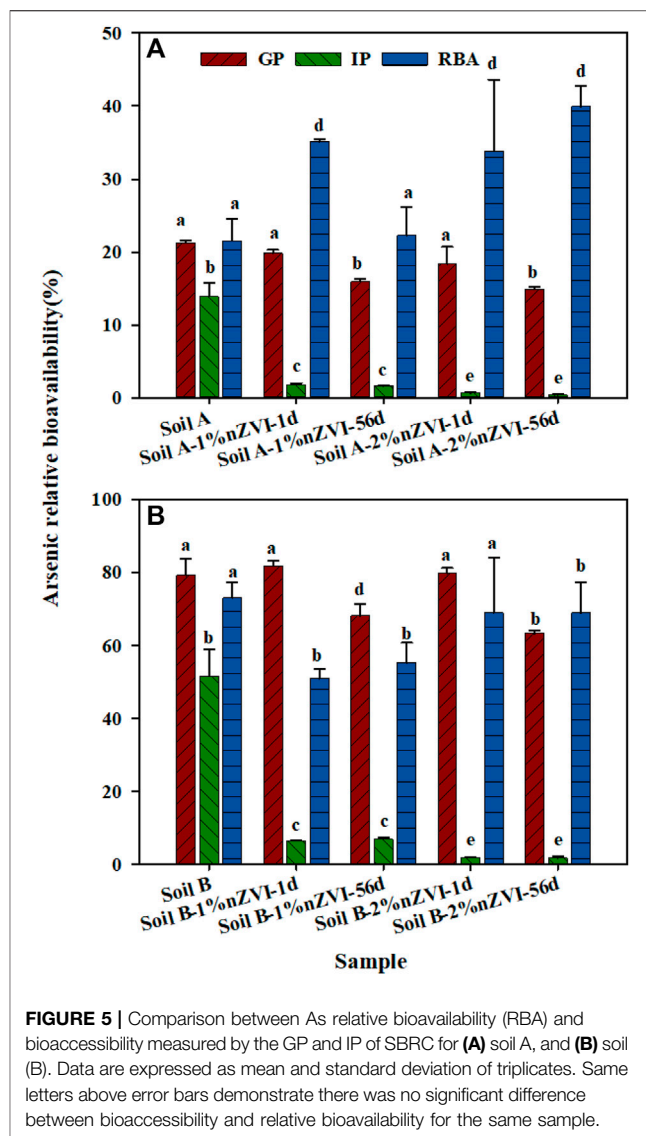 A
GP IP RBA
50
40
30
20
10
0
a b a
a c d
b c a
a e d
b e d
Soil A
Soil A-1%nZVI-1d
Soil A-1%nZVI-56d
Soil A-2%nZVI-1d
Soil A-2%nZVI-56d
Arsenic relative bioavailability(%)
B
100
80
60
40
20
0
a b a
a c b
d c b
a e a
b e b
Soil B
Soil B-1%nZVI-1d
Soil B-1%nZVI-56d
Soil B-2%nZVI-1d
Soil B-2%nZVI-56d
Sample
FIGURE 5 | Comparison between As relative bioavailability (RBA) and
bioaccessibility measured by the GP and IP of SBRC for (A) soil A, and (B) soil
(B). Data are expressed as mean and standard deviation of triplicates. Same
letters above error bars demonstrate there was no significant difference
between bioaccessibility and relative bioavailability for the same sample.